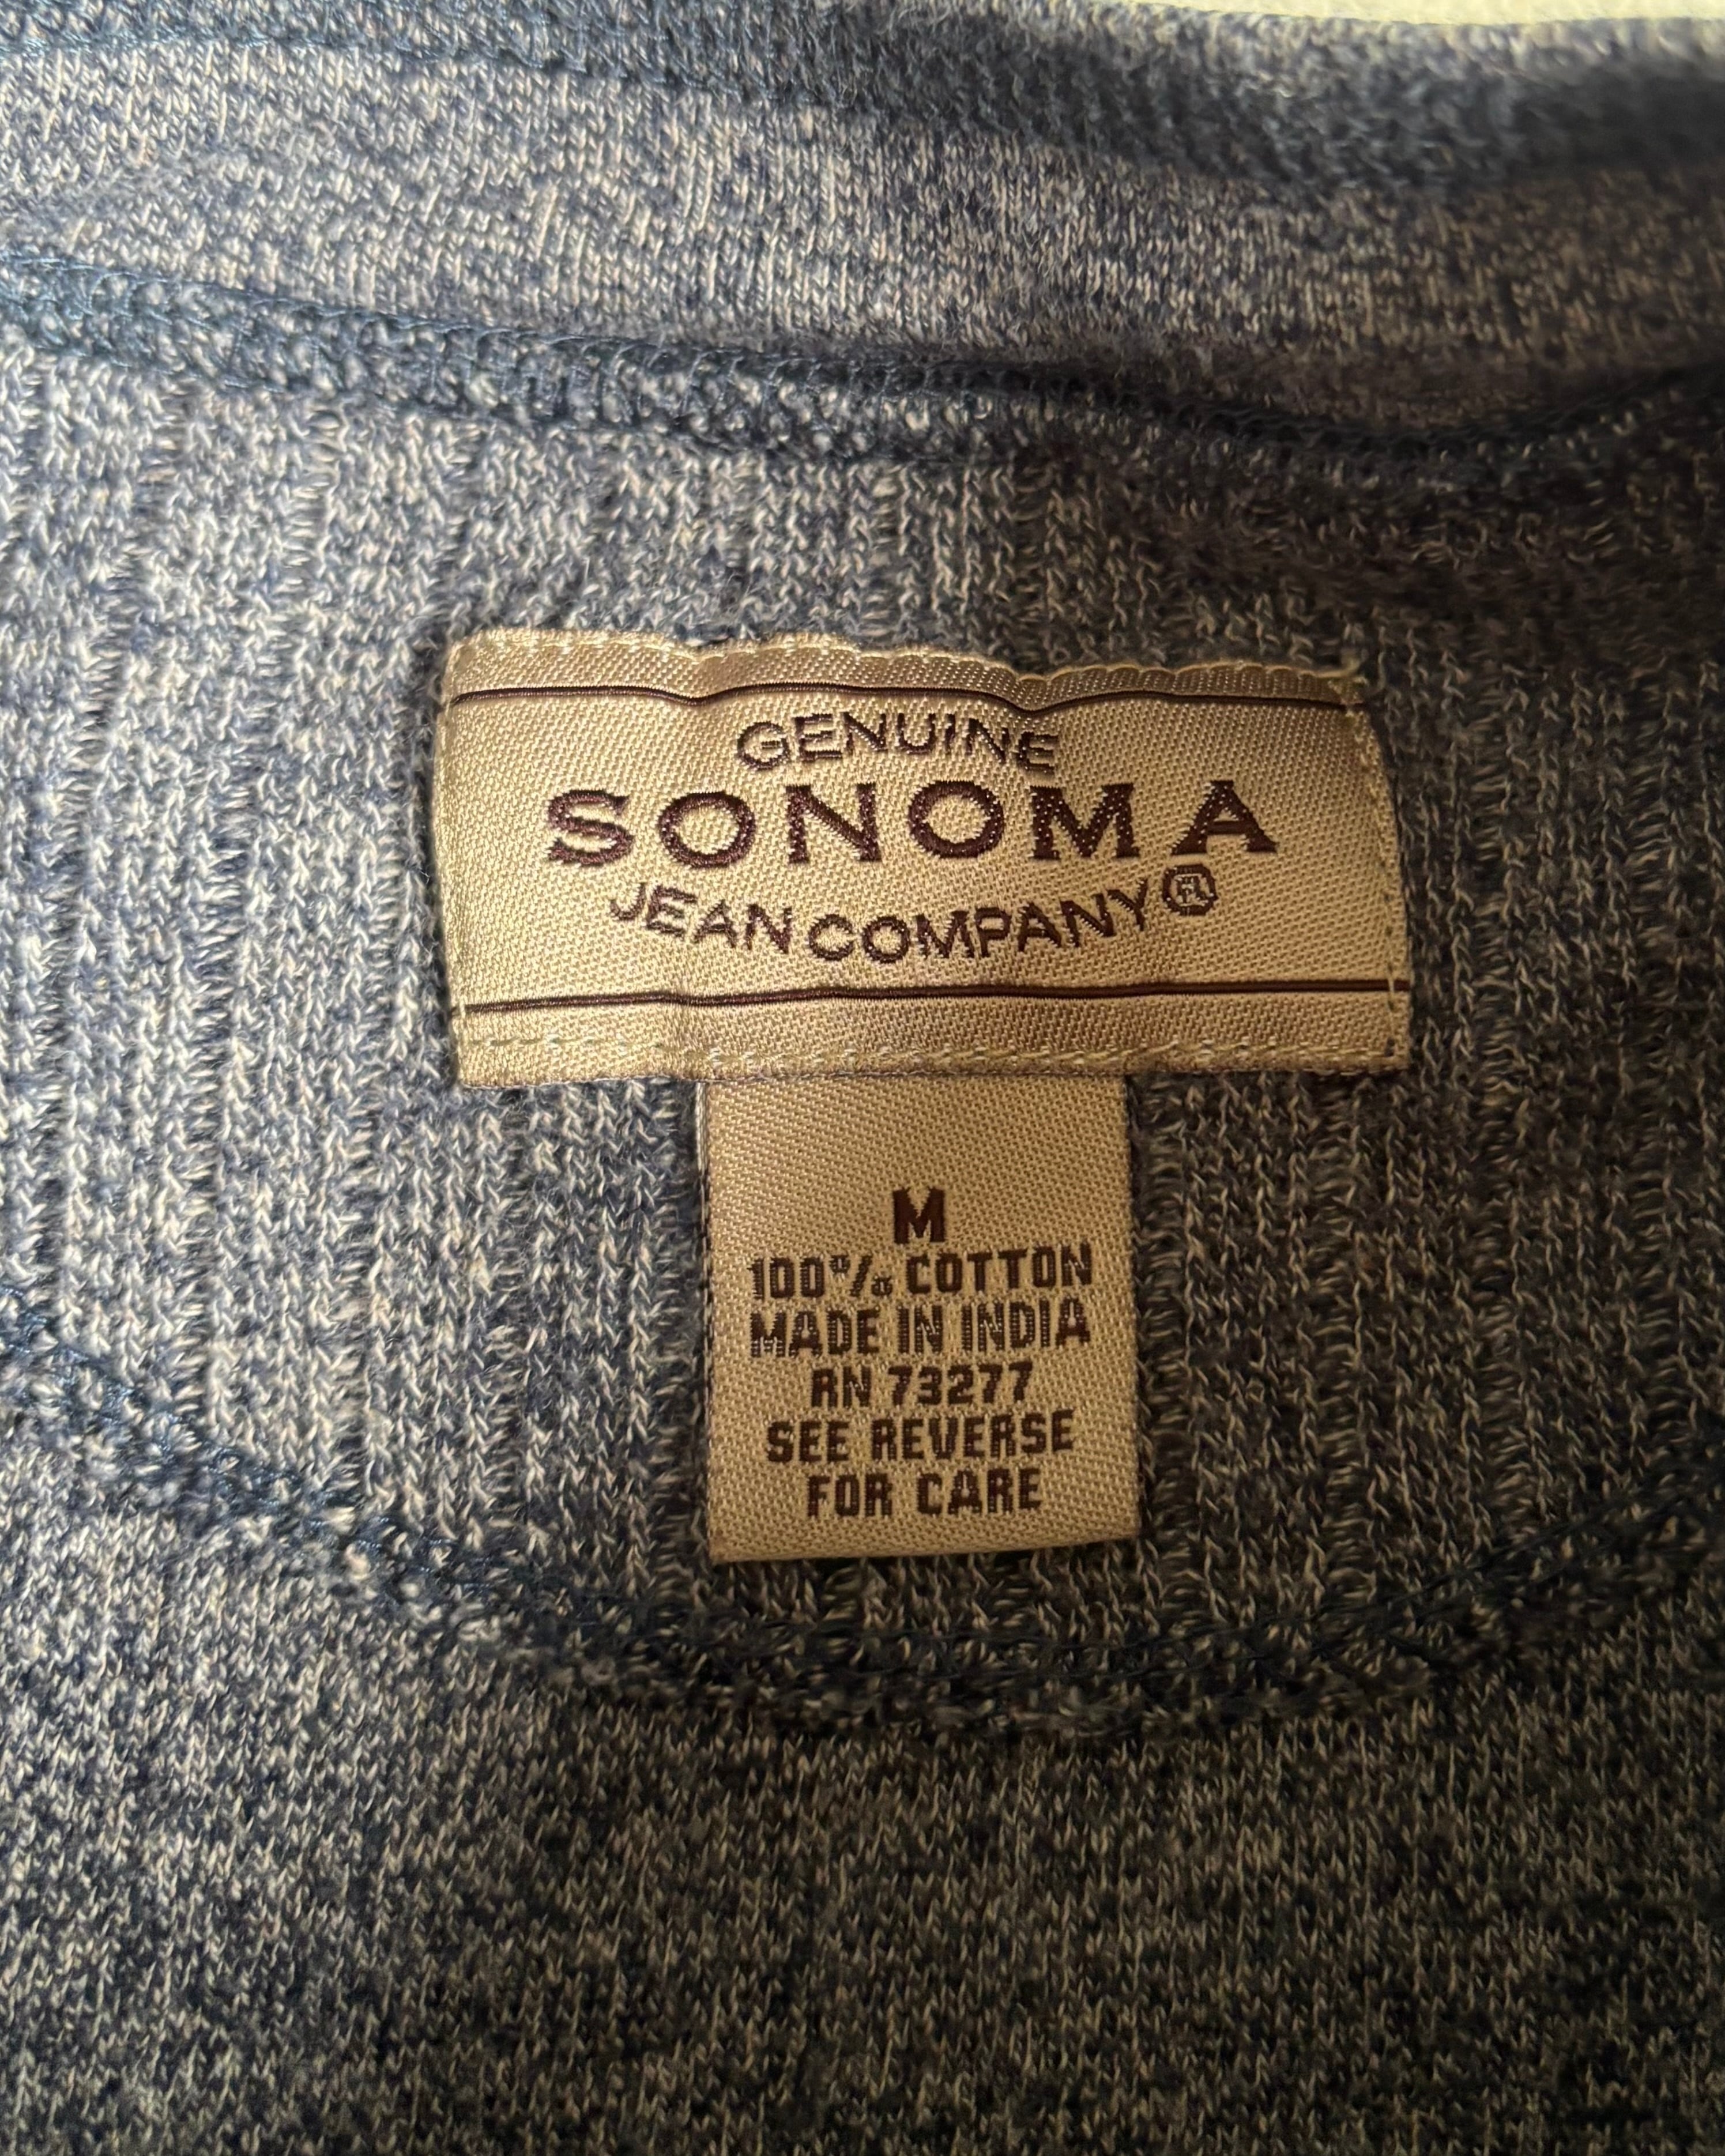 GENUINE
SONOMA
JEAN COMPANY®
M
100% COTTON
MADE IN INDIA
RN 73277
SEE REVERSE
FOR CARE